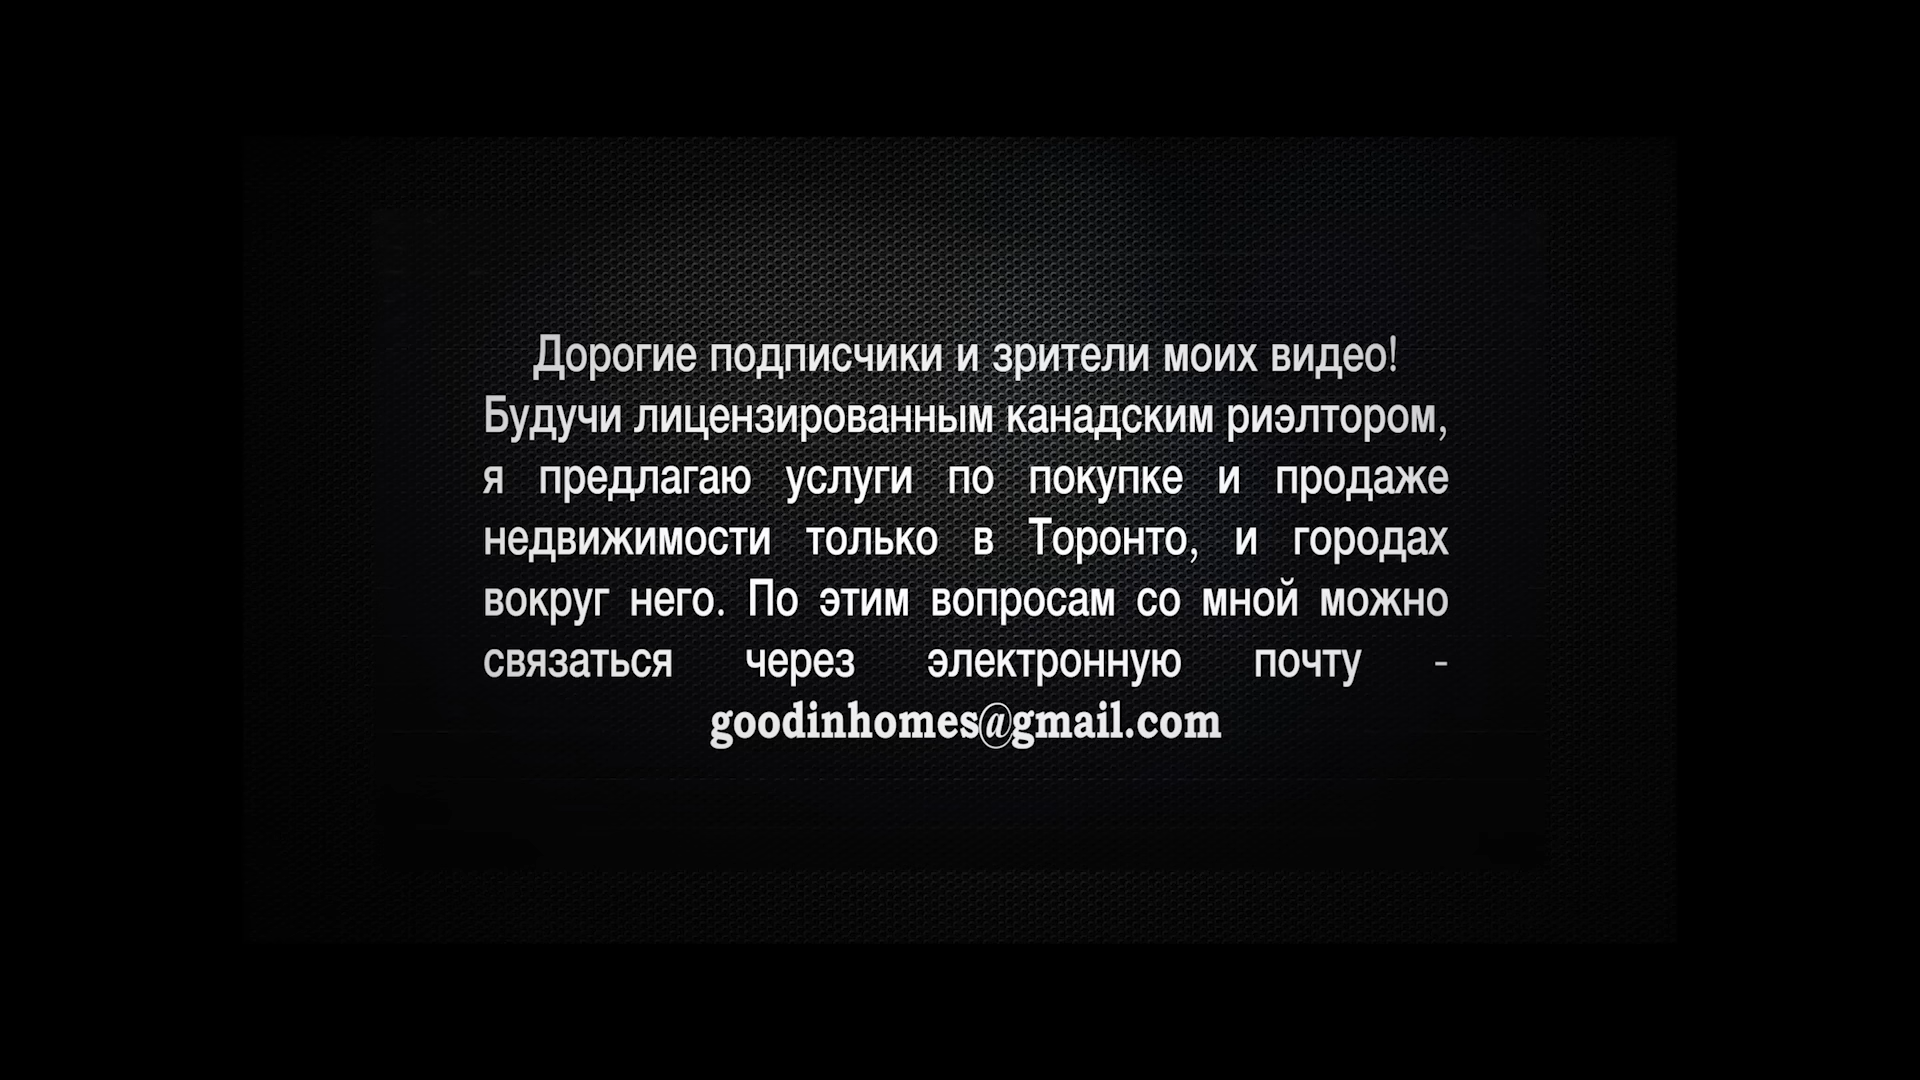 Дорогие подписчики и зрители моих видео!
Будучи лицензированным канадским риэлтором,
я предлагаю услуги по покупке и продаже
недвижимости только в Торонто, и городах
вокруг него. По этим вопросам со мной можно
связаться через электронную почту -
goodinhomes@gmail.com